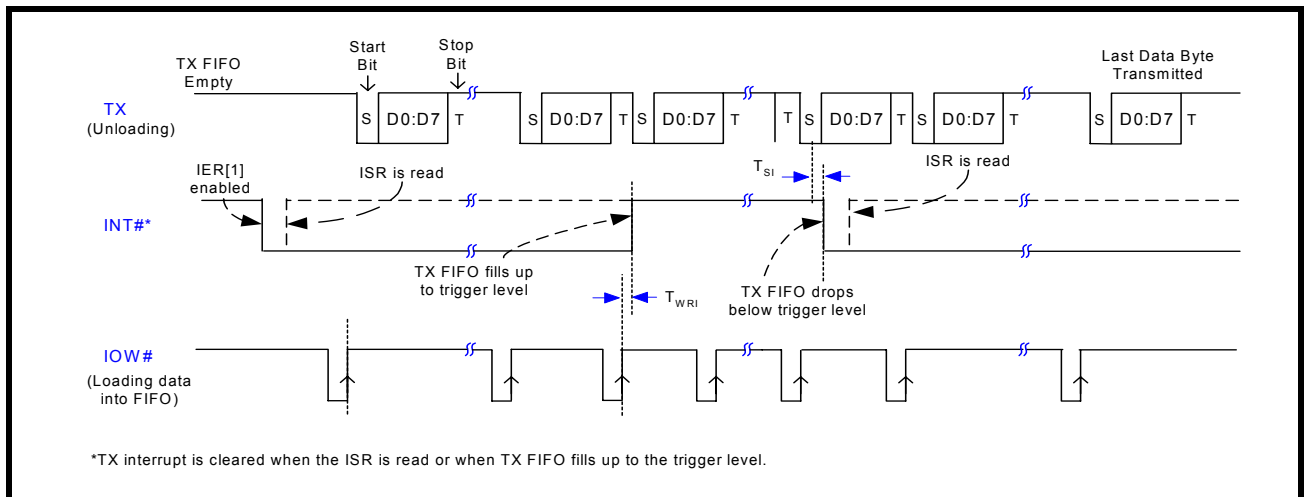 TX FIFO
Empty
Start
Bit
Stop
Bit
Last Data Byte
Transmitted
TX
(Unloading)
S D0:D7 T S D0:D7 T S D0:D7 T T S D0:D7 T S D0:D7 T S D0:D7 T
IER[1]
enabled
ISR is read
TSI
ISR is read
INT#*
TX FIFO fills up
to trigger level
TWRI
TX FIFO drops
below trigger level
IOW#
(Loading data
into FIFO)
*TX interrupt is cleared when the ISR is read or when TX FIFO fills up to the trigger level.